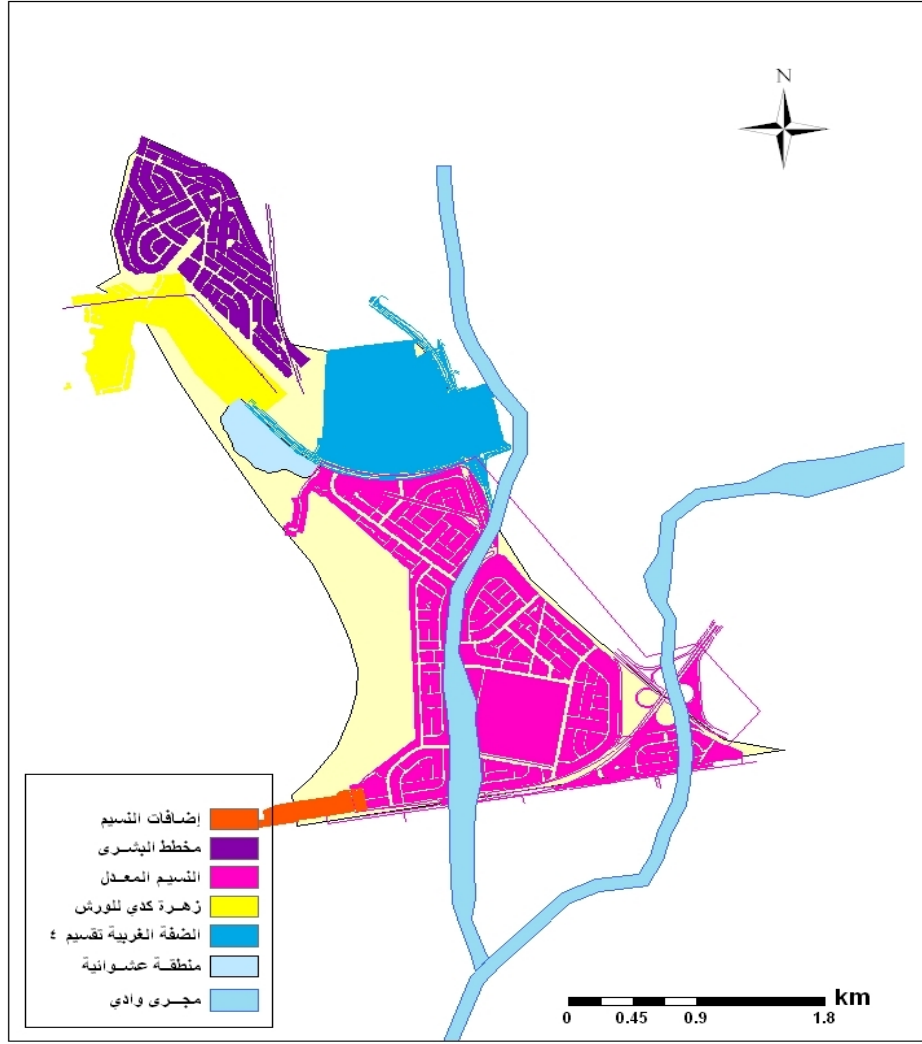 N
إضافات النسيم
مخطط البشرى
النسيم المعدل
زهرة كدي للورش
الضفة الغربية تقسيم ٤
منطقة عشوائية
مجرى وادي
km
0 0.45 0.9 1.8